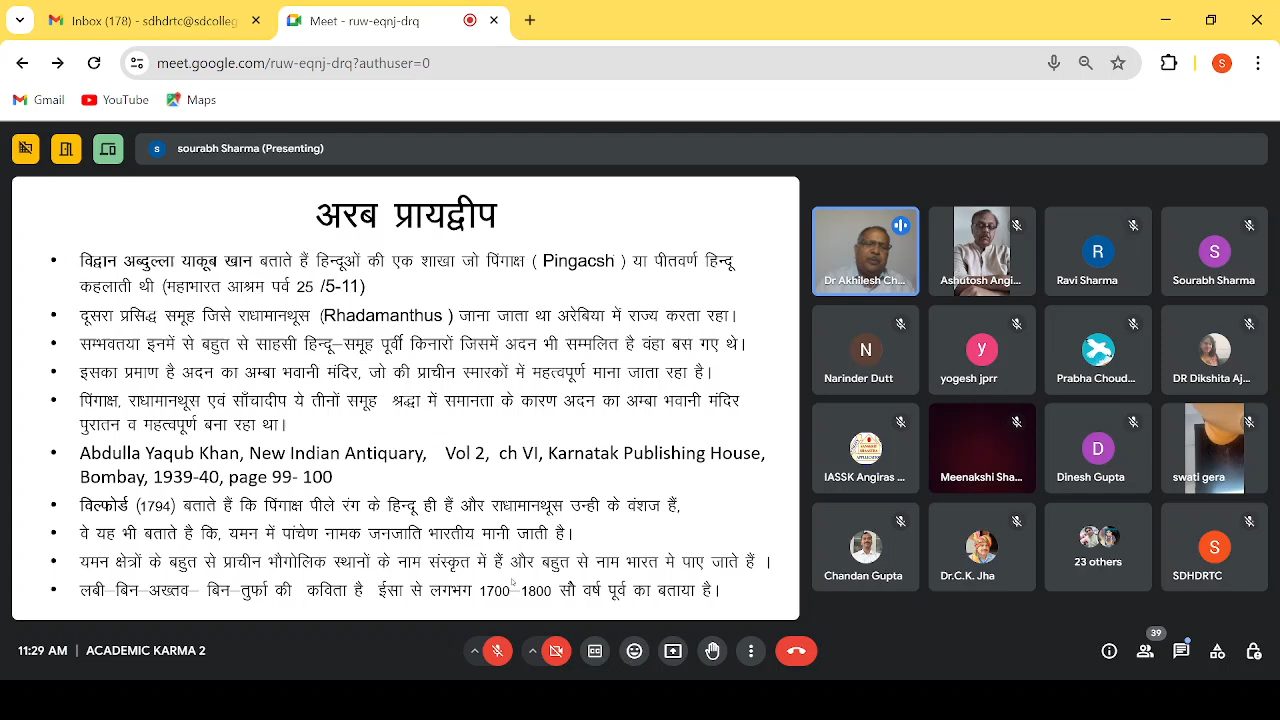 Inbox (178) - sdhdrtc@sdcolleg
Meet - ruw-eqnj-drq
meet.google.com/ruw-eqnj-drq?authuser=0
S
Gmail
YouTube
Maps
s
sourabh Sharma (Presenting)
अरब प्रायद्वीप
• विद्वान अब्दुल्ला याकूब खान बताते हैं हिन्दूओं की एक शाखा जो पिंगाक्ष ( Pingacsh ) या पीतवर्ण हिन्दू
कहलाती थी (महाभारत आश्रम पर्व 25 /5-11)
• दूसरा प्रसिद्ध समूह जिसे राधामानथूस (Rhadamanthus ) जाना जाता था अरेबिया में राज्य करता रहा।
• सम्भवतया इनमें से बहुत से साहसी हिन्दू–समूह पूर्वी किनारों जिसमें अदन भी सम्मलित है वंहा बस गए थे।
• इसका प्रमाण है अदन का अम्बा भवानी मंदिर, जो की प्राचीन स्मारकों में महत्वपूर्ण माना जाता रहा है।
• पिंगाक्ष, राधामानथूस एवं साँचादीप ये तीनों समूह श्रद्धा में समानता के कारण अदन का अम्बा भवानी मंदिर
पुरातन व महत्वपूर्ण बना रहा था।
• Abdulla Yaqub Khan, New Indian Antiquary, Vol 2, ch VI, Karnatak Publishing House,
Bombay, 1939-40, page 99- 100
• विल्फोर्ड (1794) बताते हैं कि पिंगाक्ष पीले रंग के हिन्दू ही हैं और राधामानथूस उन्ही के वंशज हैं,
• वे यह भी बताते है कि, यमन में पांचेण नामक जनजाति भारतीय मानी जाती है।
• यमन क्षेत्रों के बहुत से प्राचीन भौगोलिक स्थानों के नाम संस्कृत में हैं और बहुत से नाम भारत मे पाए जाते हैं ।
• लबी–बिन–अख्तव– बिन–तुर्फा की कविता है ईसा से लगभग 1700–1800 सौ वर्ष पूर्व का बताया है।
Dr Akhilesh Ch...
Ashutosh Angi...
R
Ravi Sharma
S
Sourabh Sharma
N
Narinder Dutt
y
yogesh jprr
Prabha Choud...
DR Dikshita Aj...
IASSK Angiras ...
Meenakshi Sha...
D
Dinesh Gupta
swati gera
Chandan Gupta
Dr.C.K. Jha
23 others
S
SDHDRTC
11:29 AM | ACADEMIC KARMA 2
39